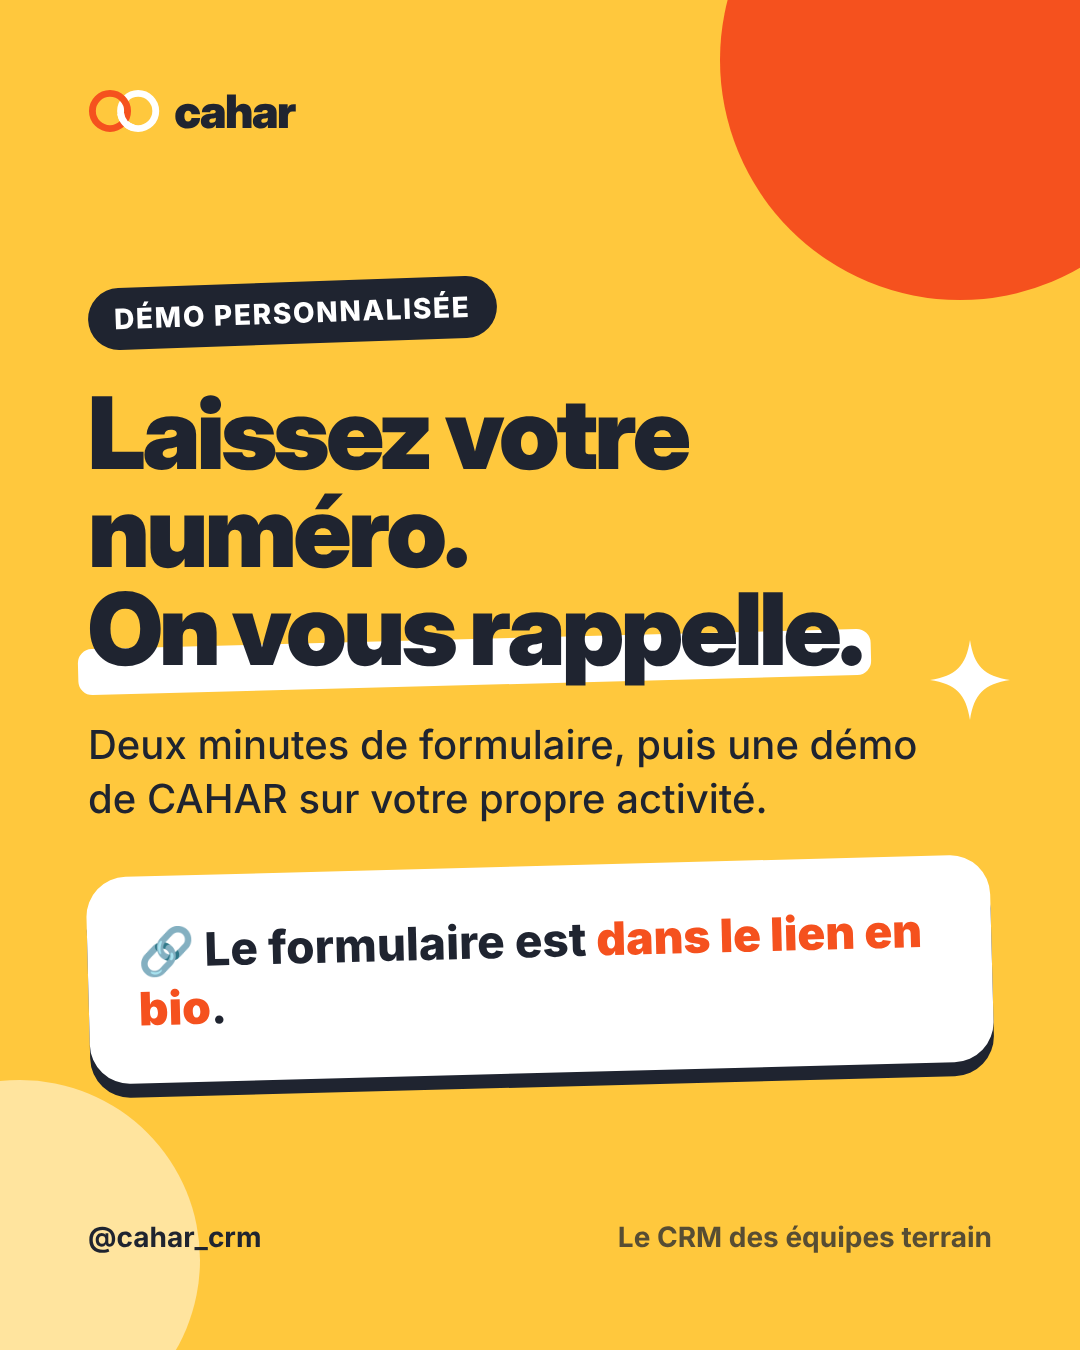 cahar
DÉMO PERSONNALISÉE
Laissez votre
numéro.
On vous rappelle.
Deux minutes de formulaire, puis une démo
de CAHAR sur votre propre activité.
🔗 Le formulaire est dans le lien en
bio.
@cahar_crm
Le CRM des équipes terrain